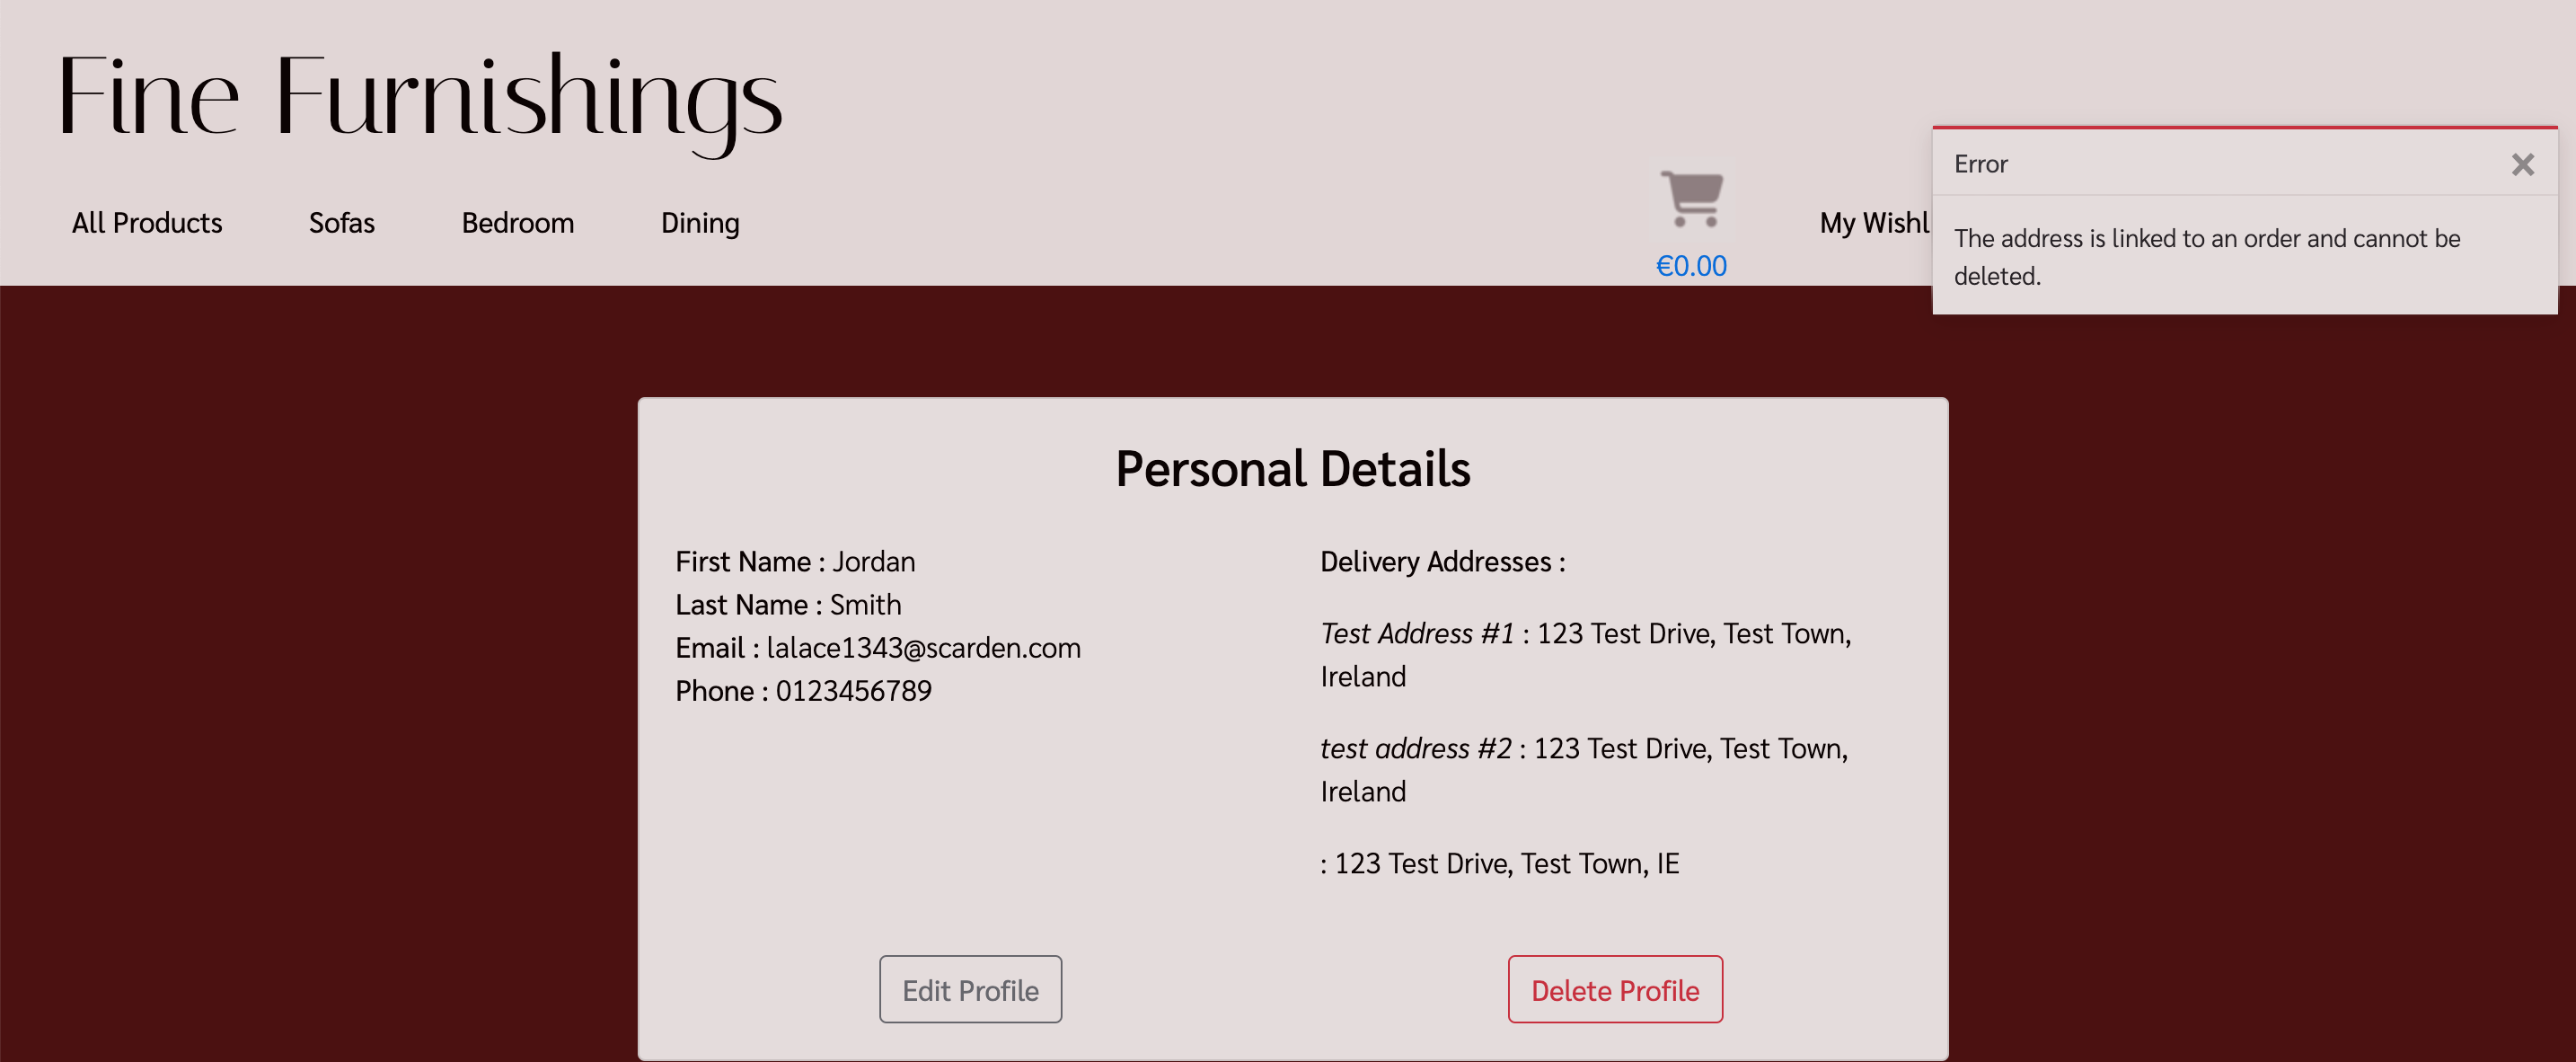 Fine Furnishings
All Products
Sofas
Bedroom
Dining
€0.00
My Wishl
Error
The address is linked to an order and cannot be
deleted.
Personal Details
First Name : Jordan
Last Name : Smith
Email : lalace1343@scarden.com
Phone : 0123456789
Delivery Addresses :
Test Address #1 : 123 Test Drive, Test Town,
Ireland
test address #2 : 123 Test Drive, Test Town,
Ireland
: 123 Test Drive, Test Town, IE
Edit Profile
Delete Profile